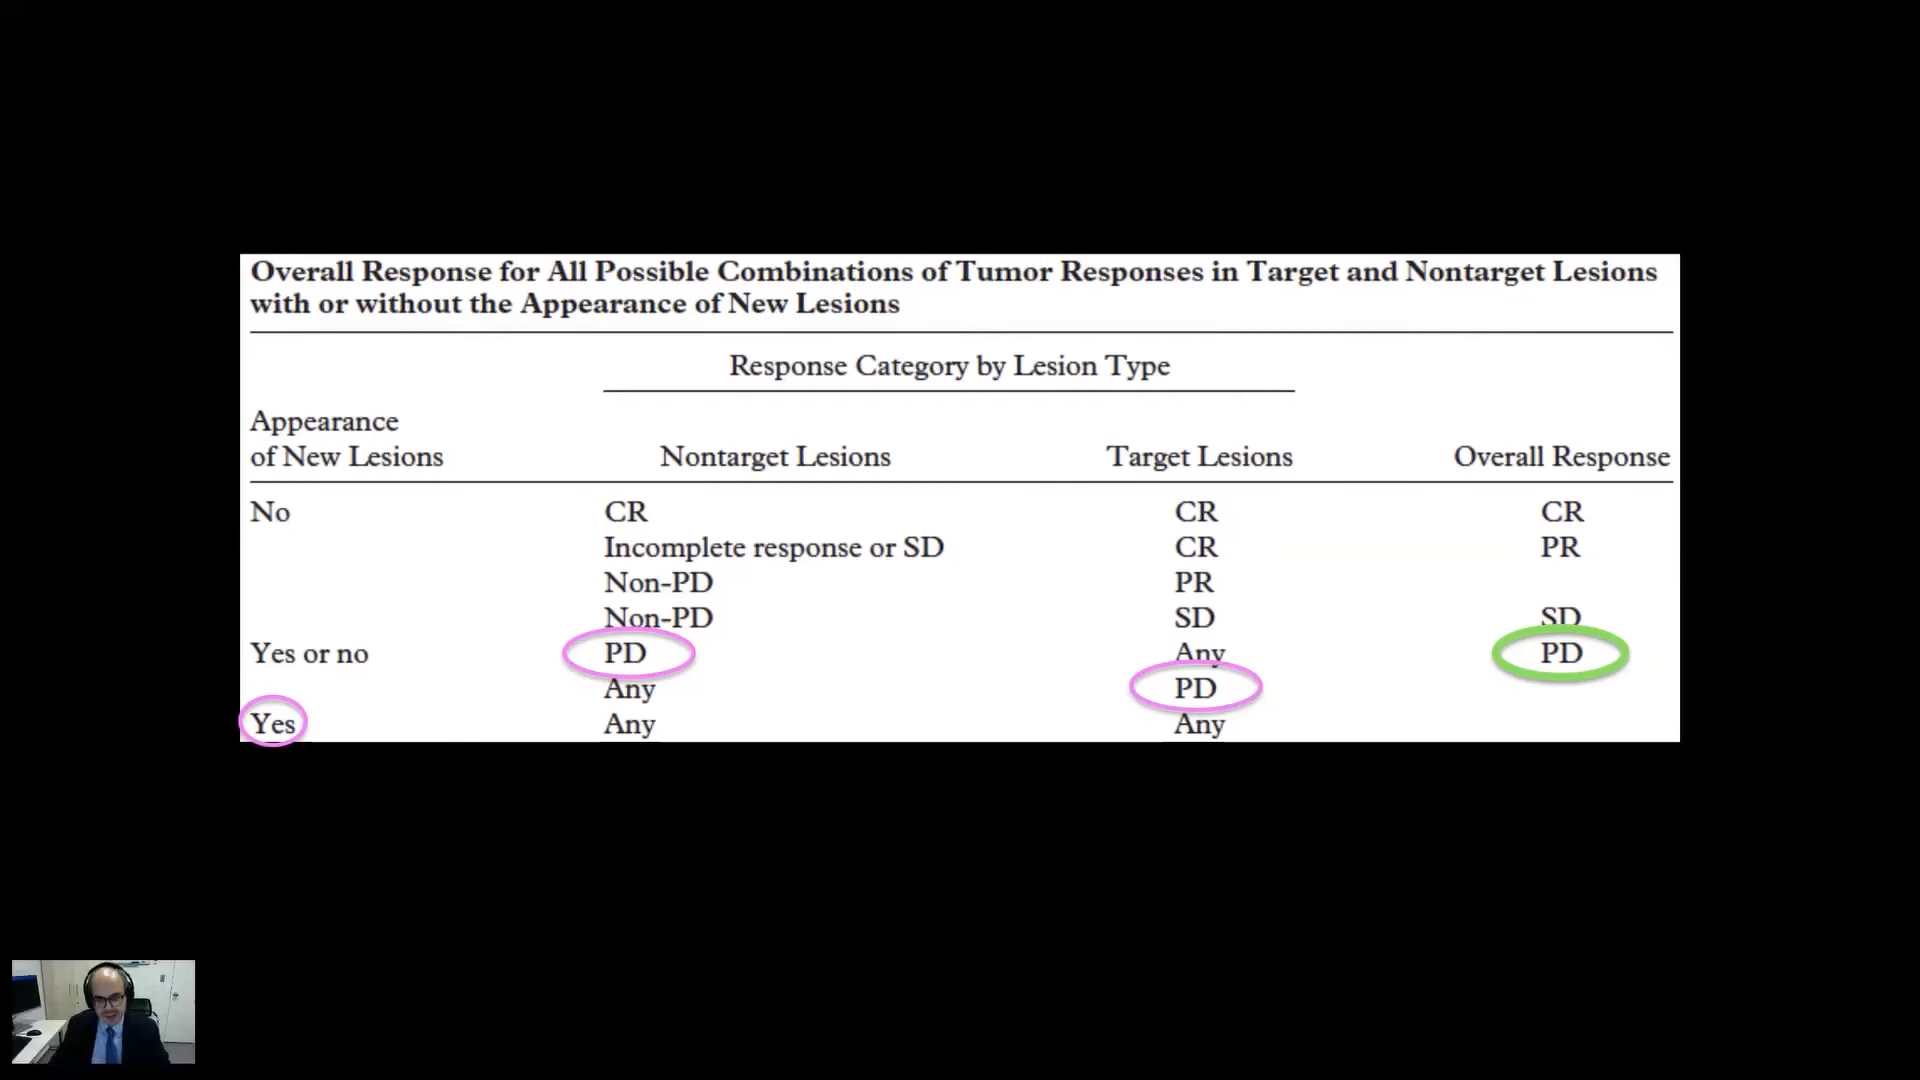 Overall Response for All Possible Combinations of Tumor Responses in Target and Nontarget Lesions
with or without the Appearance of New Lesions
Response Category by Lesion Type
Appearance
of New Lesions Nontarget Lesions Target Lesions Overall Response
No CR CR CR
Incomplete response or SD CR PR
Non-PD PR
Non-PD SD SD
Yes or no PD Any PD
Any PD
Yes Any Any